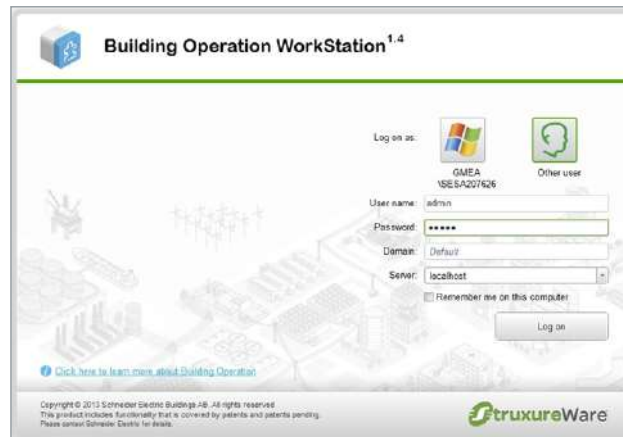 Building Operation WorkStation1.4
Log on as:
GMEA
\SESA207626
Other user
User name: admin
Password: •••••
Domain: Default
Server: localhost
Remember me on this computer
Log on
Click here to learn more about Building Operation
Copyright © 2013 Schneider Electric Buildings AB. All rights reserved
This product includes functionality that is covered by patents and patents pending.
Please contact Schneider Electric for details.
StruxureWare